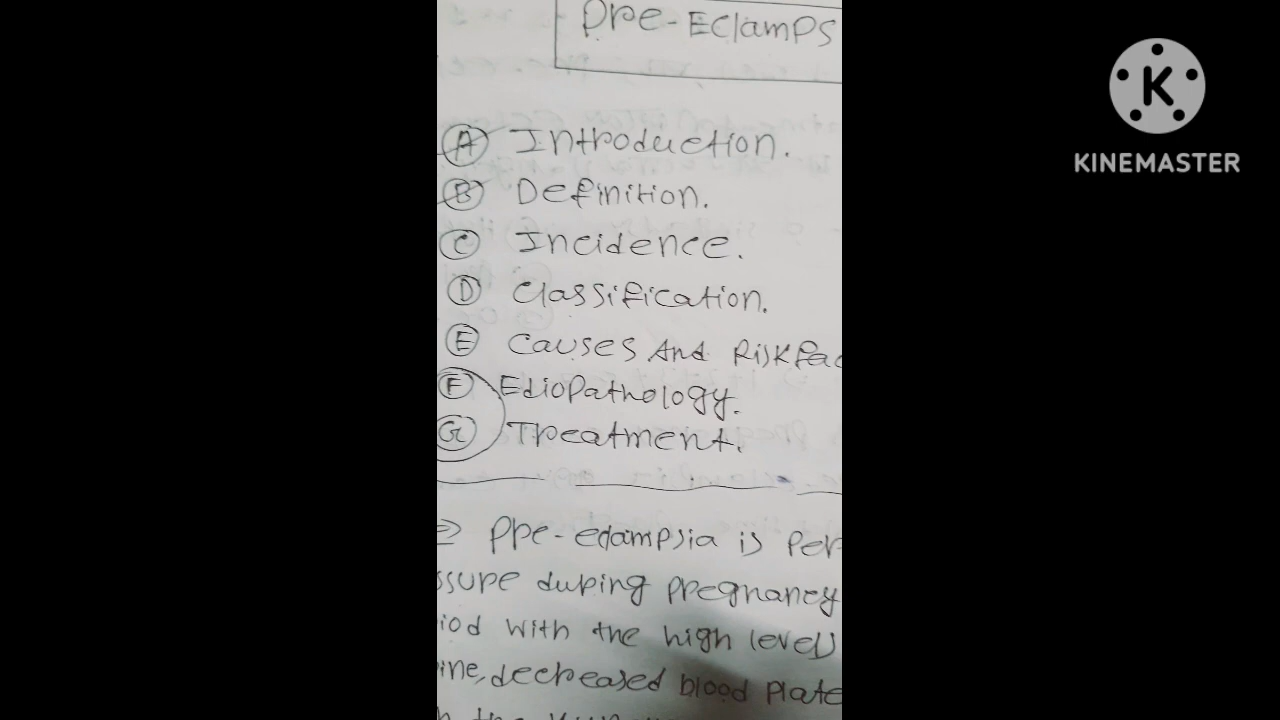 Pre-Eclamps
A Introduction.
B Definition.
C Incidence.
D Classification.
E Causes And Riskfac
F Ediopathology.
G Treatment.
⇒ Pre-eclampsia is Per
ssure during pregnancy
iod with the high level
ine, decreased blood plate
K
KINEMASTER